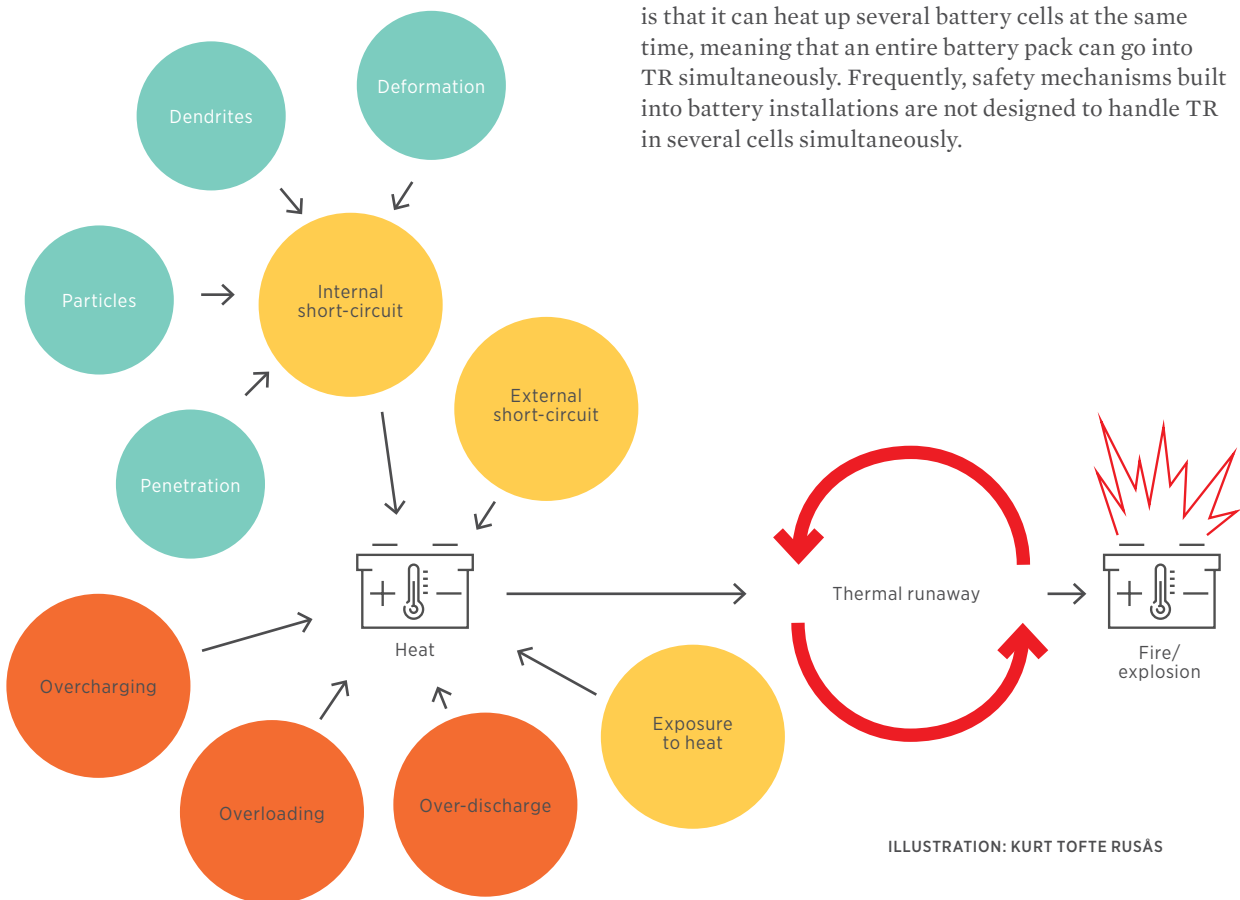 is that it can heat up several battery cells at the same
time, meaning that an entire battery pack can go into
TR simultaneously. Frequently, safety mechanisms built
into battery installations are not designed to handle TR
in several cells simultaneously.
Deformation
Dendrites
Particles
Internal
short-circuit
External
short-circuit
Penetration
Heat
Thermal runaway
Fire/
explosion
Overcharging
Exposure
to heat
Overloading
Over-discharge
ILLUSTRATION: KURT TOFTE RUSÅS